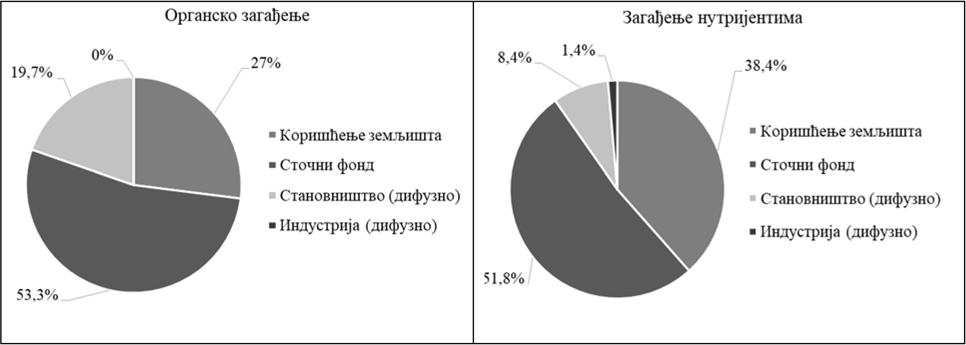 Органско загађење
0%
27%
19,7%
53,3%
Коришћење земљишта
Сточни фонд
Становништво (дифузно)
Индустрија (дифузно)
Загађење нутријентима
1,4%
8,4%
38,4%
51,8%
Коришћење земљишта
Сточни фонд
Становништво (дифузно)
Индустрија (дифузно)